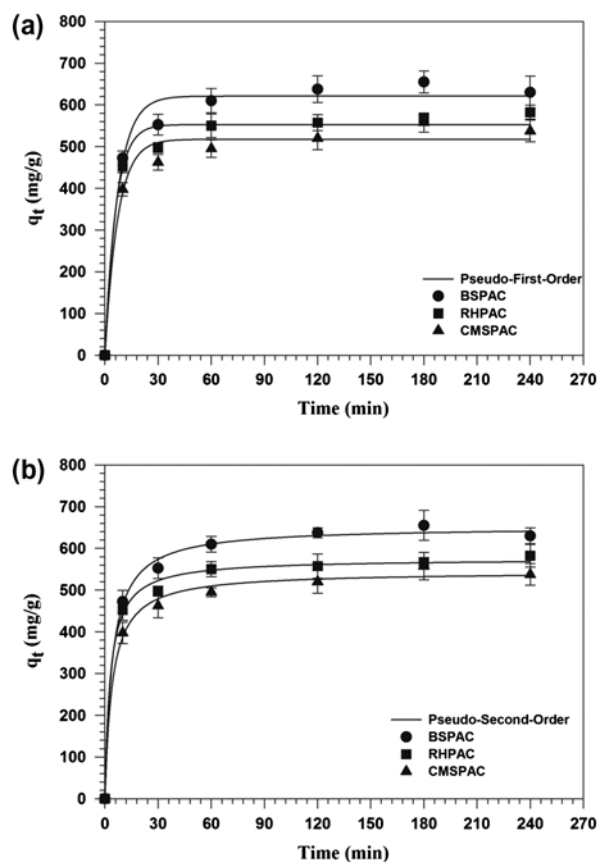 (a)
800
700
600
500
400
300
200
100
0
qt (mg/g)
Pseudo-First-Order
BSPAC
RHPAC
CMSPAC
0 30 60 90 120 150 180 210 240 270
Time (min)
(b)
800
700
600
500
400
300
200
100
0
qt (mg/g)
Pseudo-Second-Order
BSPAC
RHPAC
CMSPAC
0 30 60 90 120 150 180 210 240 270
Time (min)